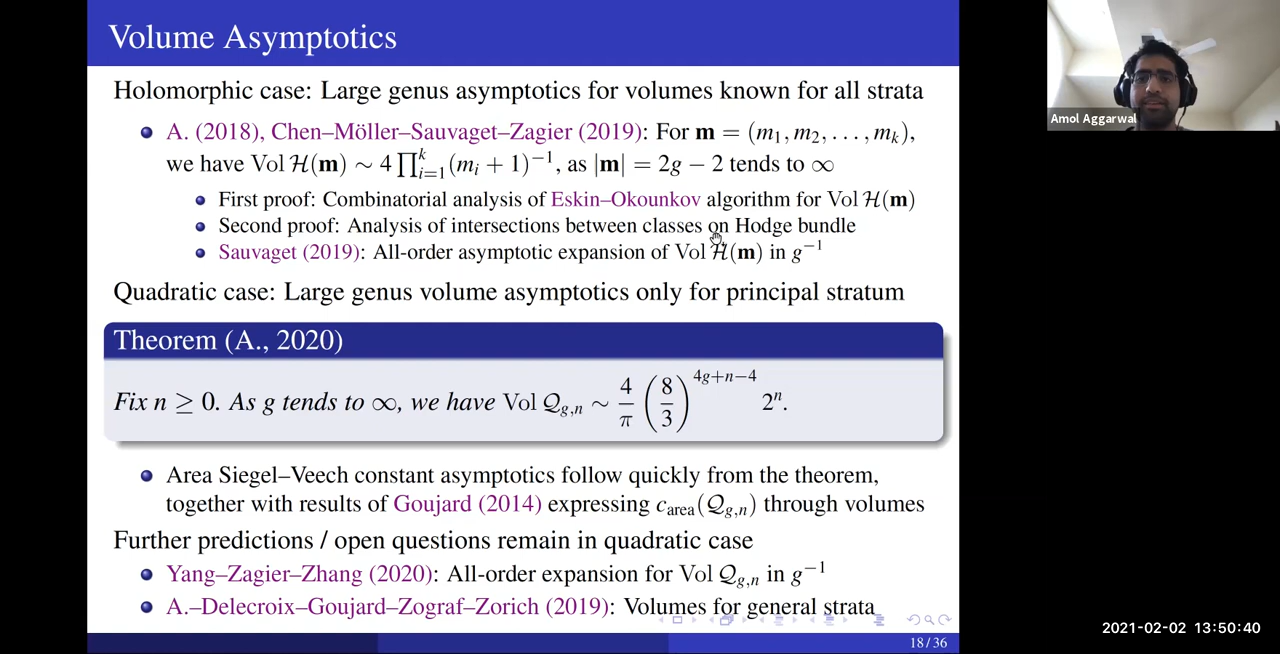 Volume Asymptotics
Holomorphic case: Large genus asymptotics for volumes known for all strata
A. (2018), Chen–Möller–Sauvaget–Zagier (2019): For m = (m₁, m₂, . . . , mₖ),
we have Vol ℋ(m) ∼ 4 ∏ᵢ₌₁ᵏ (mᵢ + 1)⁻¹, as |m| = 2g − 2 tends to ∞
First proof: Combinatorial analysis of Eskin–Okounkov algorithm for Vol ℋ(m)
Second proof: Analysis of intersections between classes on Hodge bundle
Sauvaget (2019): All-order asymptotic expansion of Vol ℋ(m) in g⁻¹
Quadratic case: Large genus volume asymptotics only for principal stratum
Theorem (A., 2020)
Fix n ≥ 0. As g tends to ∞, we have Vol 𝒬_{g,n} ∼ 4/π (8/3)^{4g+n−4} 2ⁿ.
Area Siegel–Veech constant asymptotics follow quickly from the theorem,
together with results of Goujard (2014) expressing c_{area}(𝒬_{g,n}) through volumes
Further predictions / open questions remain in quadratic case
Yang–Zagier–Zhang (2020): All-order expansion for Vol 𝒬_{g,n} in g⁻¹
A.–Delecroix–Goujard–Zograf–Zorich (2019): Volumes for general strata
18 / 36
Amol Aggarwal
2021-02-02 13:50:40